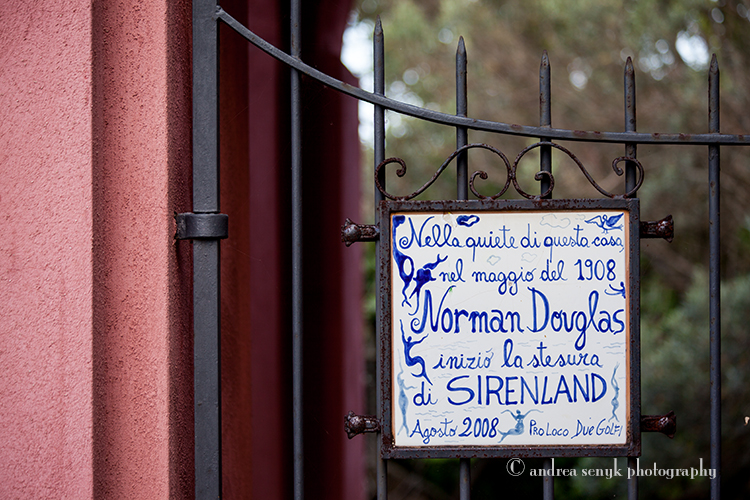 Nella quiete di questa casa
nel maggio del 1908
Norman Douglas
inizió la stesura
di SIRENLAND
Agosto 2008 PRO LOCO DUE GOLFI
© andrea senyk photography